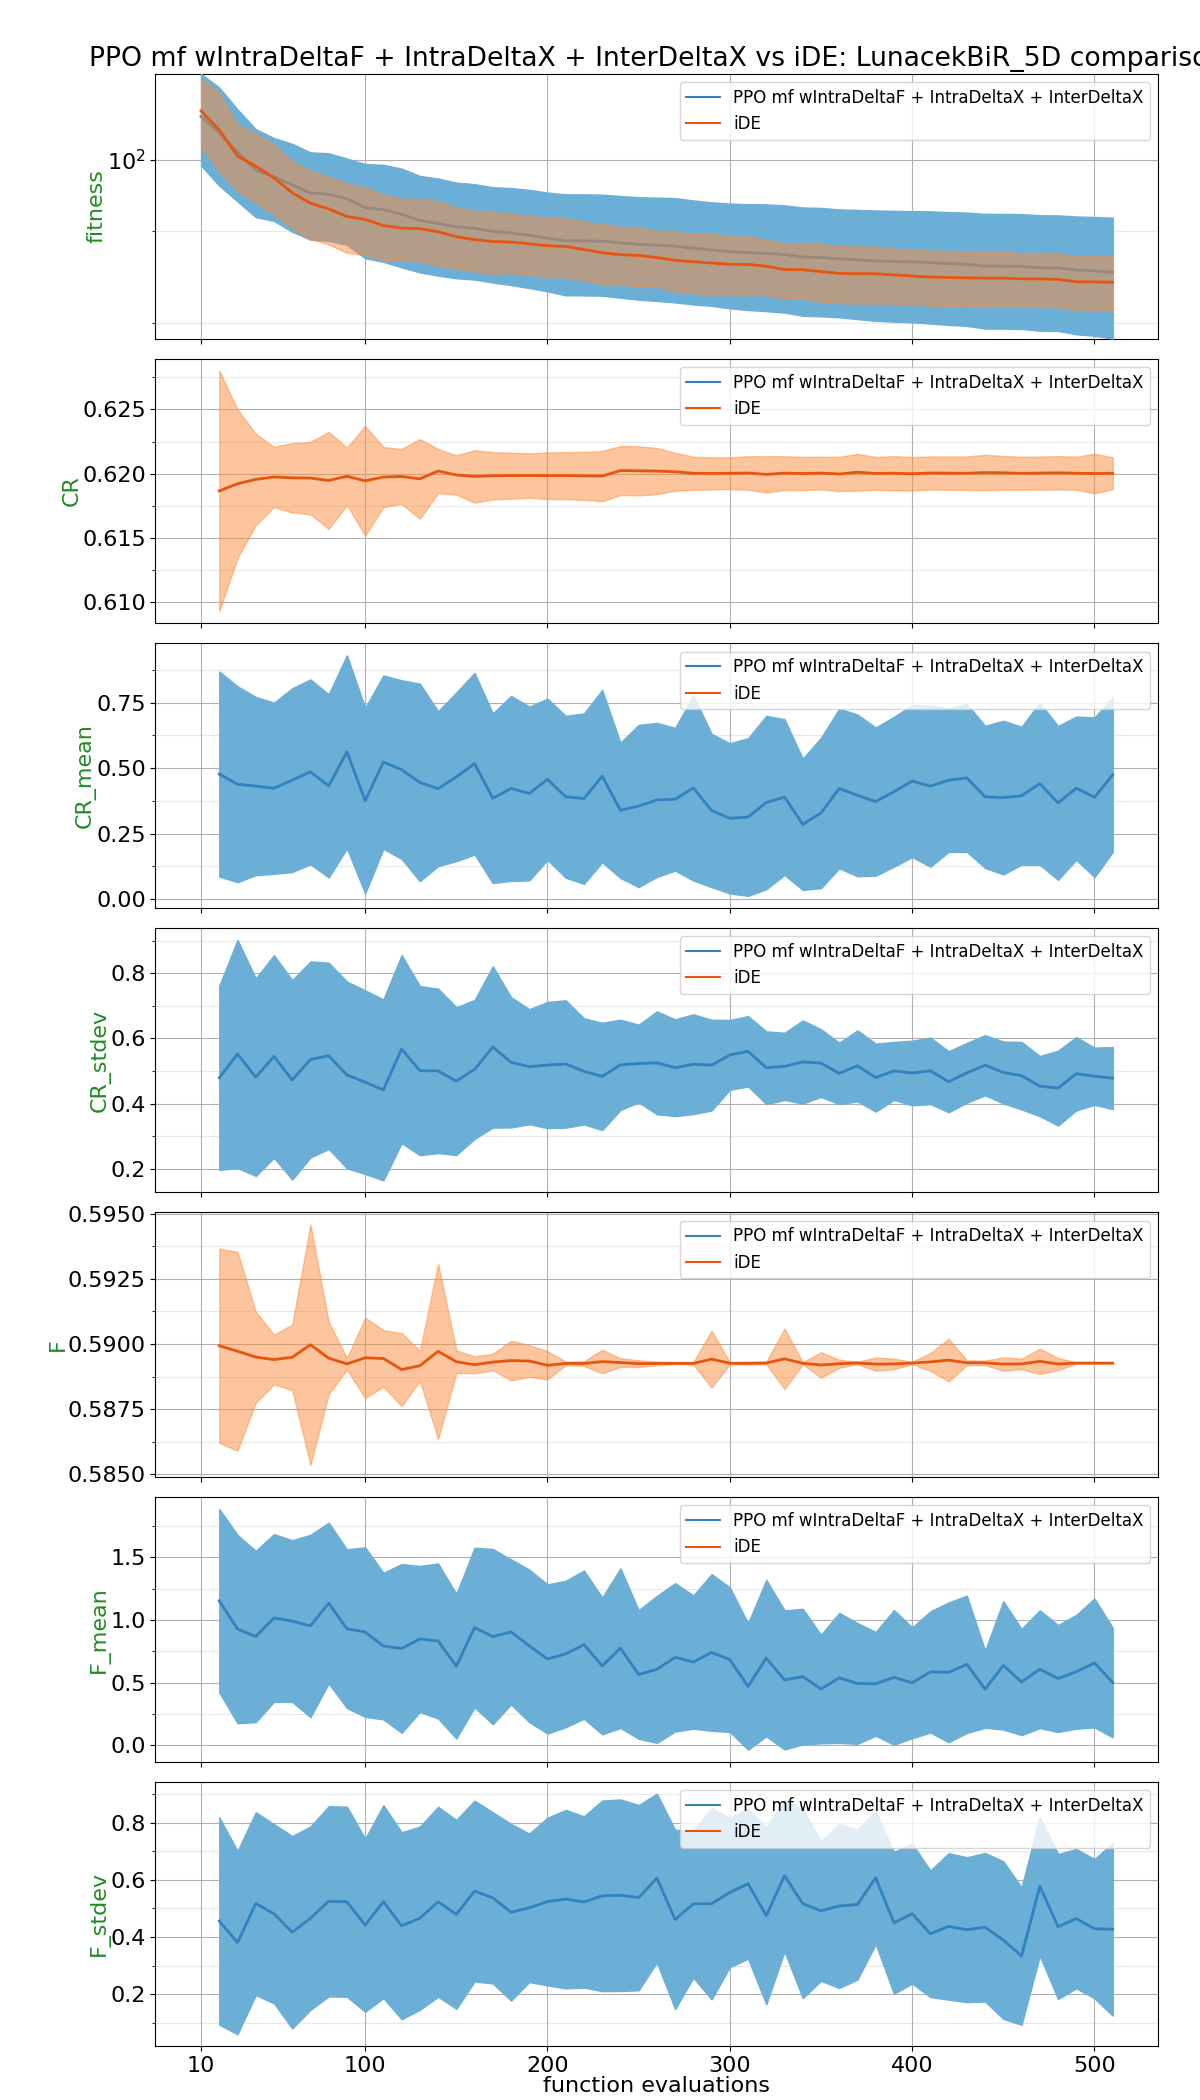 PPO mf wIntraDeltaF + IntraDeltaX + InterDeltaX vs iDE: LunacekBiR_5D
PPO mf wIntraDeltaF + IntraDeltaX + InterDeltaX
iDE
10²
fitness
PPO mf wIntraDeltaF + IntraDeltaX + InterDeltaX
iDE
0.625
0.620
0.615
0.610
CR
PPO mf wIntraDeltaF + IntraDeltaX + InterDeltaX
iDE
0.75
0.50
0.25
0.00
CR_mean
PPO mf wIntraDeltaF + IntraDeltaX + InterDeltaX
iDE
0.8
0.6
0.4
0.2
CR_stdev
PPO mf wIntraDeltaF + IntraDeltaX + InterDeltaX
iDE
0.5950
0.5925
0.5900
0.5875
0.5850
F
PPO mf wIntraDeltaF + IntraDeltaX + InterDeltaX
iDE
1.5
1.0
0.5
0.0
F_mean
PPO mf wIntraDeltaF + IntraDeltaX + InterDeltaX
iDE
0.8
0.6
0.4
0.2
F_stdev
10 100 200 300 400 500
function evaluations